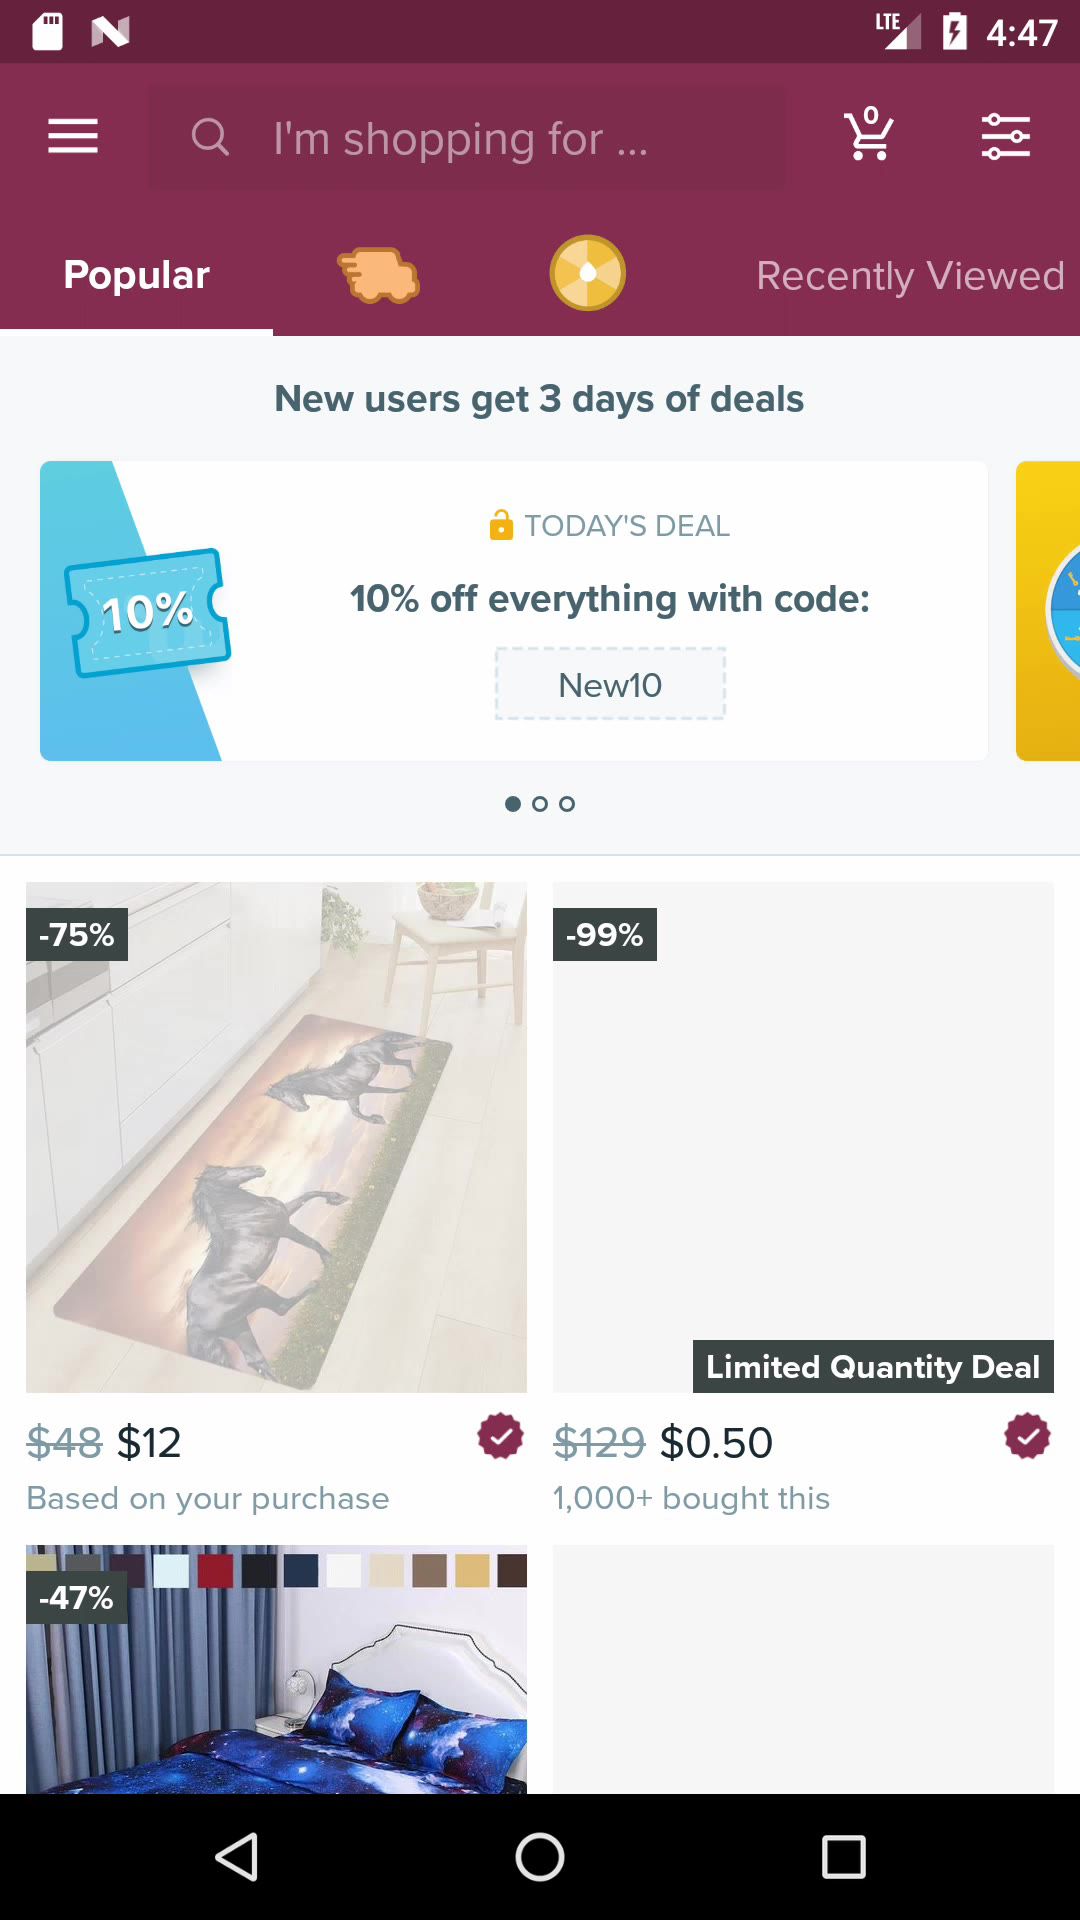 LTE 4:47
I'm shopping for ...
0
Popular
Recently Viewed
New users get 3 days of deals
TODAY'S DEAL
10%
10% off everything with code:
New10
-75%
-99%
Limited Quantity Deal
$48 $12
$129 $0.50
Based on your purchase
1,000+ bought this
-47%